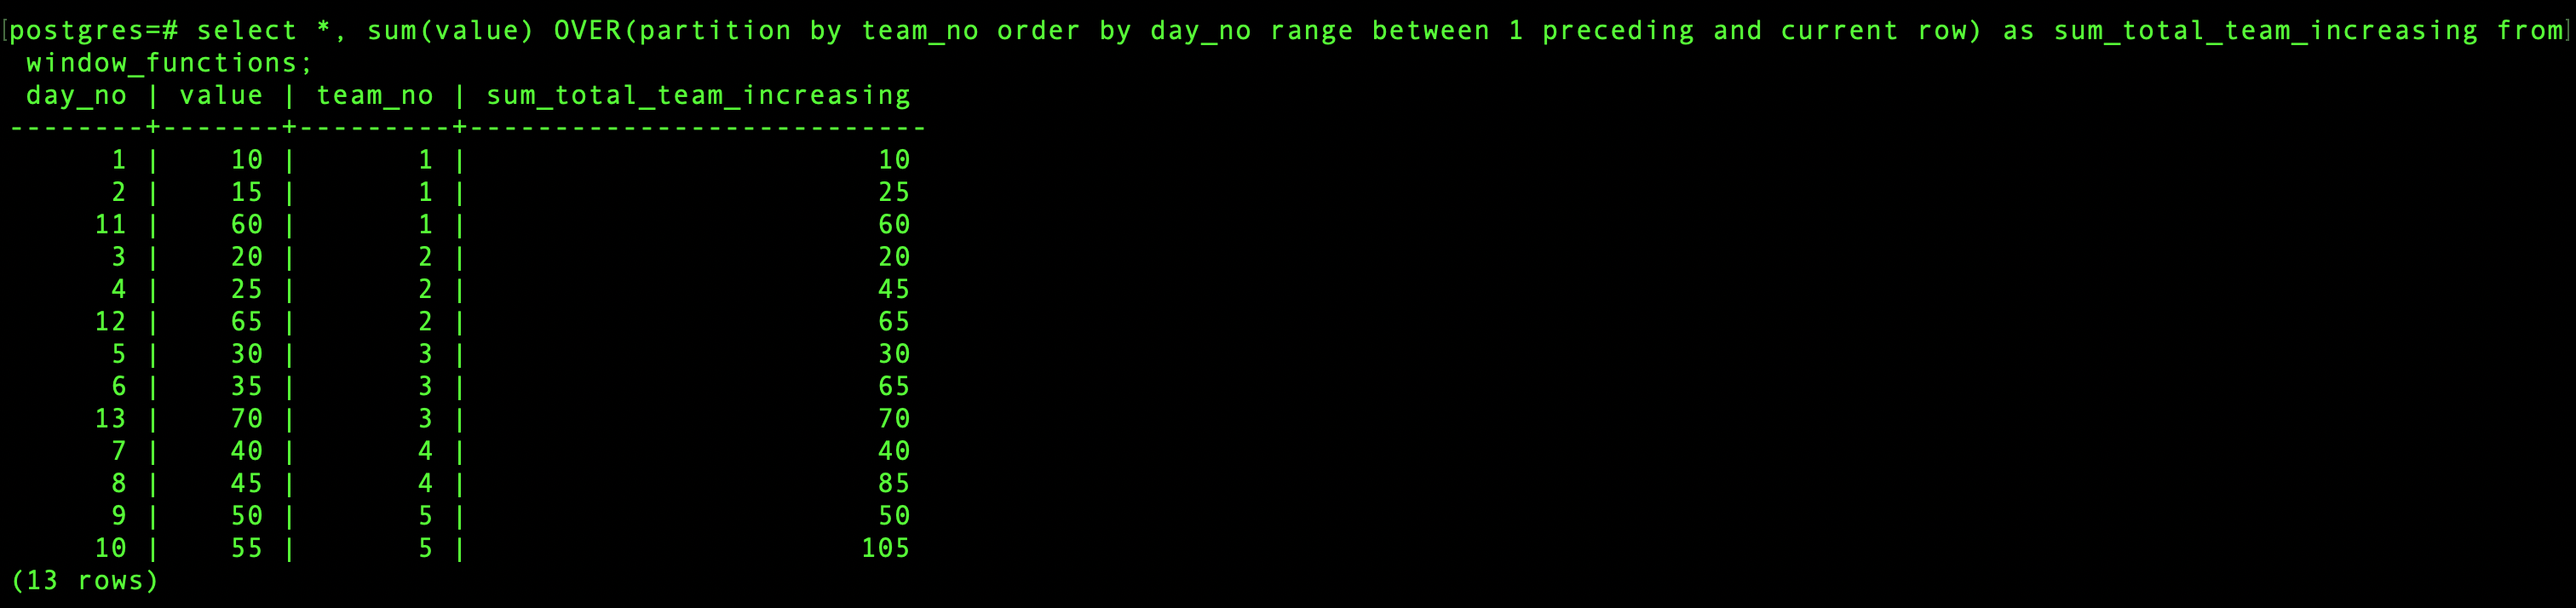 [postgres=# select *, sum(value) OVER(partition by team_no order by day_no range between 1 preceding and current row) as sum_total_team_increasing from]
 window_functions;
 day_no | value | team_no | sum_total_team_increasing
--------+-------+---------+---------------------------
      1 |    10 |       1 |                        10
      2 |    15 |       1 |                        25
     11 |    60 |       1 |                        60
      3 |    20 |       2 |                        20
      4 |    25 |       2 |                        45
     12 |    65 |       2 |                        65
      5 |    30 |       3 |                        30
      6 |    35 |       3 |                        65
     13 |    70 |       3 |                        70
      7 |    40 |       4 |                        40
      8 |    45 |       4 |                        85
      9 |    50 |       5 |                        50
     10 |    55 |       5 |                       105
(13 rows)